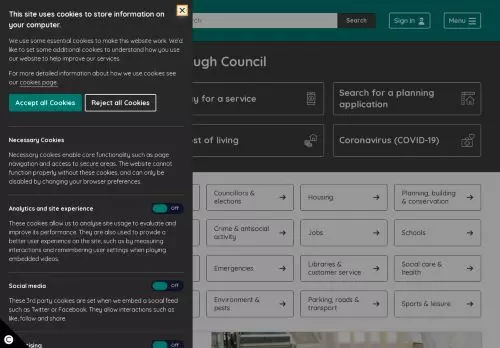 This site uses cookies to store information on
your computer.
We use some essential cookies to make this website work. We'd
like to set some additional cookies to understand how you use
our website to help improve our services
For more detailed information about how we use cookies see
our cookies page.
Accept all Cookies
Reject all Cookies
Necessary Cookies
Necessary cookies enable core functionality such as page
navigation and access to secure areas. The website cannot
function properly without these cookies, and can only be
disabled by changing your browser preferences.
Analytics and site experience
Off
These cookies allow us to analyse site usage to evaluate and
improve its performance. They are also used to provide a
better user experience on the site, such as by measuring
interactions and remembering user settings when playing
embedded videos.
Social media
Off
These 3rd party cookies are set when we embed a social feed
such as Twitter or Facebook. They allow interactions such as
like, follow and share.
Off
Search
Sign in
Menu
Council
for a service
Search for a planning
application
of living
Coronavirus (COVID-19)
Councillors &
elections
Housing
Planning, building
& conservation
Crime & antisocial
activity
Jobs
Schools
Emergencies
Libraries &
customer service
Social care &
health
Environment &
pests
Parking, roads &
transport
Sports & leisure